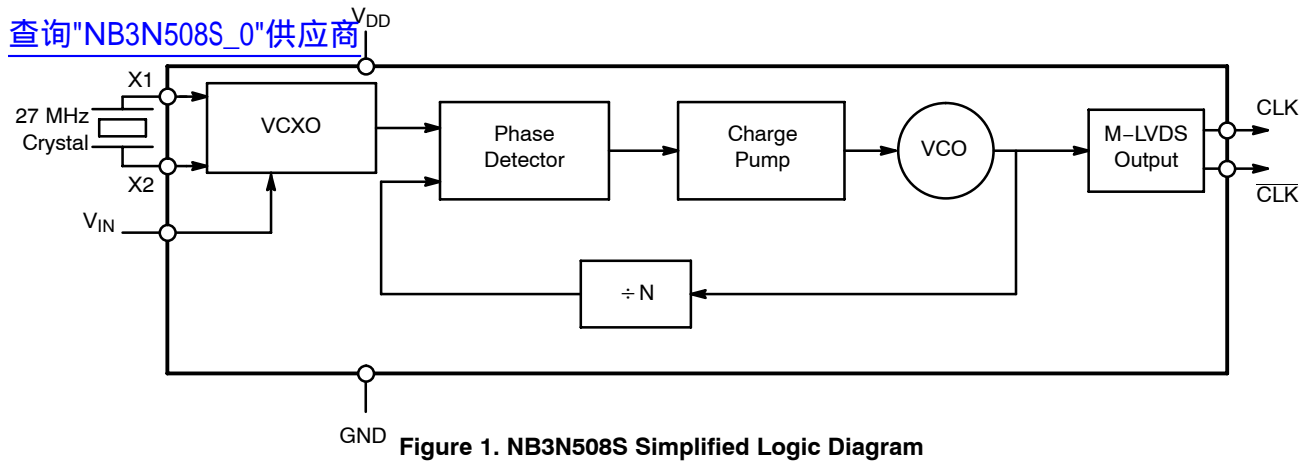 查询"NB3N508S_0"供应商
VDD
X1
27 MHz
Crystal
X2
VIN
VCXO
Phase
Detector
Charge
Pump
VCO
M−LVDS
Output
CLK
CLK
÷ N
GND
Figure 1. NB3N508S Simplified Logic Diagram